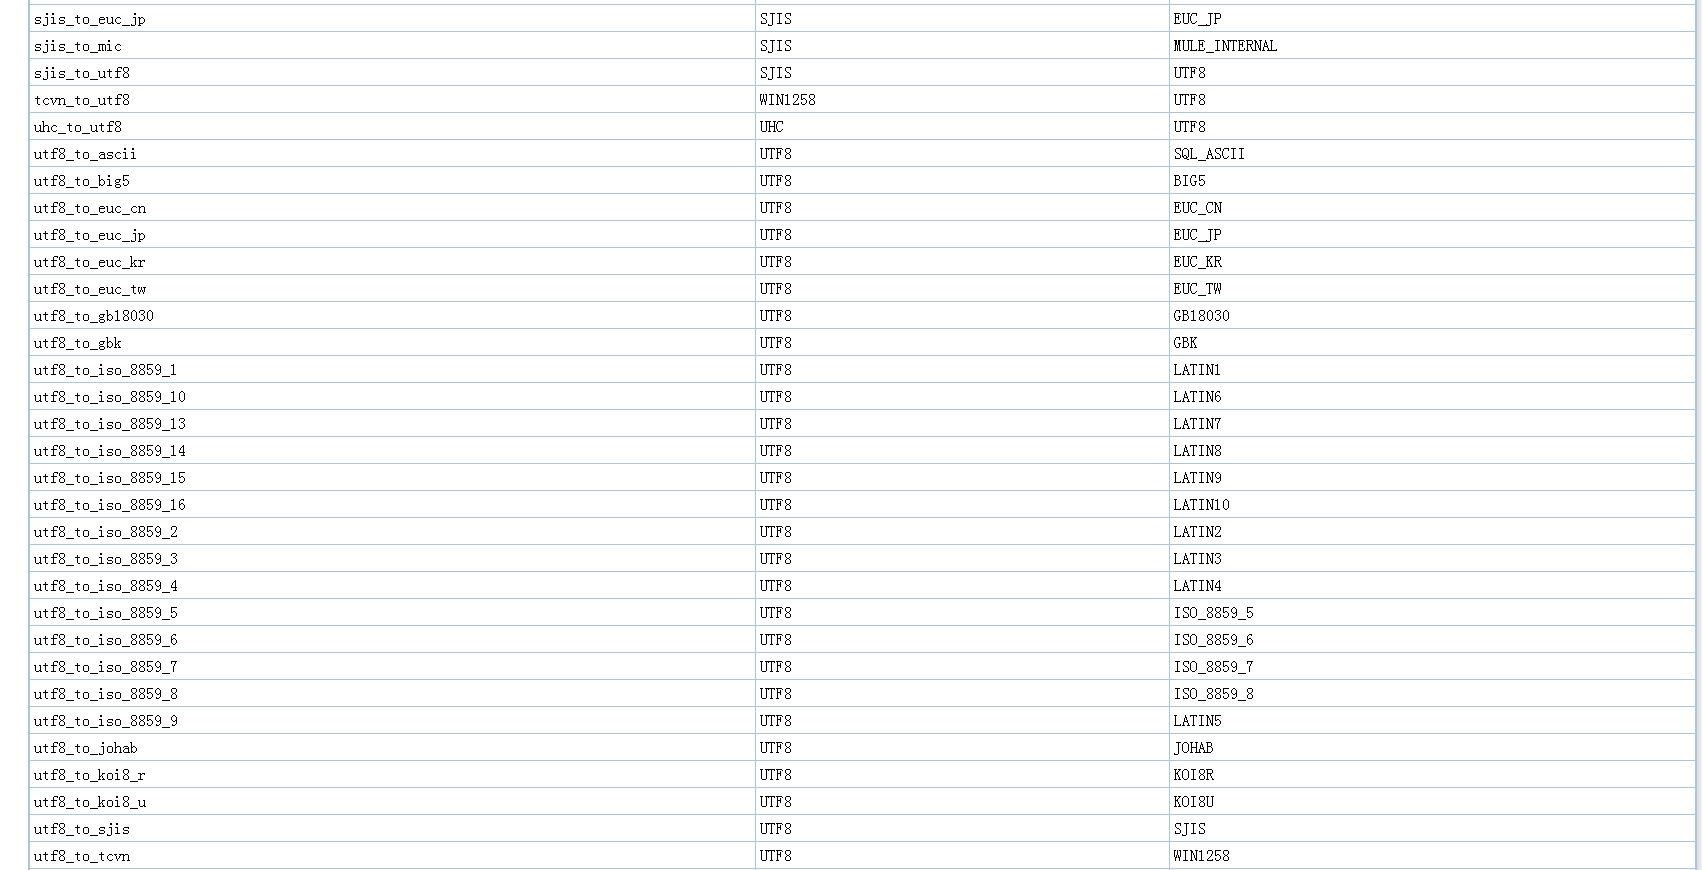 sjis_to_euc_jp SJIS EUC_JP
sjis_to_mic SJIS MULE_INTERNAL
sjis_to_utf8 SJIS UTF8
tcvn_to_utf8 WIN1258 UTF8
uhc_to_utf8 UHC UTF8
utf8_to_ascii UTF8 SQL_ASCII
utf8_to_big5 UTF8 BIG5
utf8_to_euc_cn UTF8 EUC_CN
utf8_to_euc_jp UTF8 EUC_JP
utf8_to_euc_kr UTF8 EUC_KR
utf8_to_euc_tw UTF8 EUC_TW
utf8_to_gb18030 UTF8 GB18030
utf8_to_gbk UTF8 GBK
utf8_to_iso_8859_1 UTF8 LATIN1
utf8_to_iso_8859_10 UTF8 LATIN6
utf8_to_iso_8859_13 UTF8 LATIN7
utf8_to_iso_8859_14 UTF8 LATIN8
utf8_to_iso_8859_15 UTF8 LATIN9
utf8_to_iso_8859_16 UTF8 LATIN10
utf8_to_iso_8859_2 UTF8 LATIN2
utf8_to_iso_8859_3 UTF8 LATIN3
utf8_to_iso_8859_4 UTF8 LATIN4
utf8_to_iso_8859_5 UTF8 ISO_8859_5
utf8_to_iso_8859_6 UTF8 ISO_8859_6
utf8_to_iso_8859_7 UTF8 ISO_8859_7
utf8_to_iso_8859_8 UTF8 ISO_8859_8
utf8_to_iso_8859_9 UTF8 LATIN5
utf8_to_johab UTF8 JOHAB
utf8_to_koi8_r UTF8 KOI8R
utf8_to_koi8_u UTF8 KOI8U
utf8_to_sjis UTF8 SJIS
utf8_to_tcvn UTF8 WIN1258